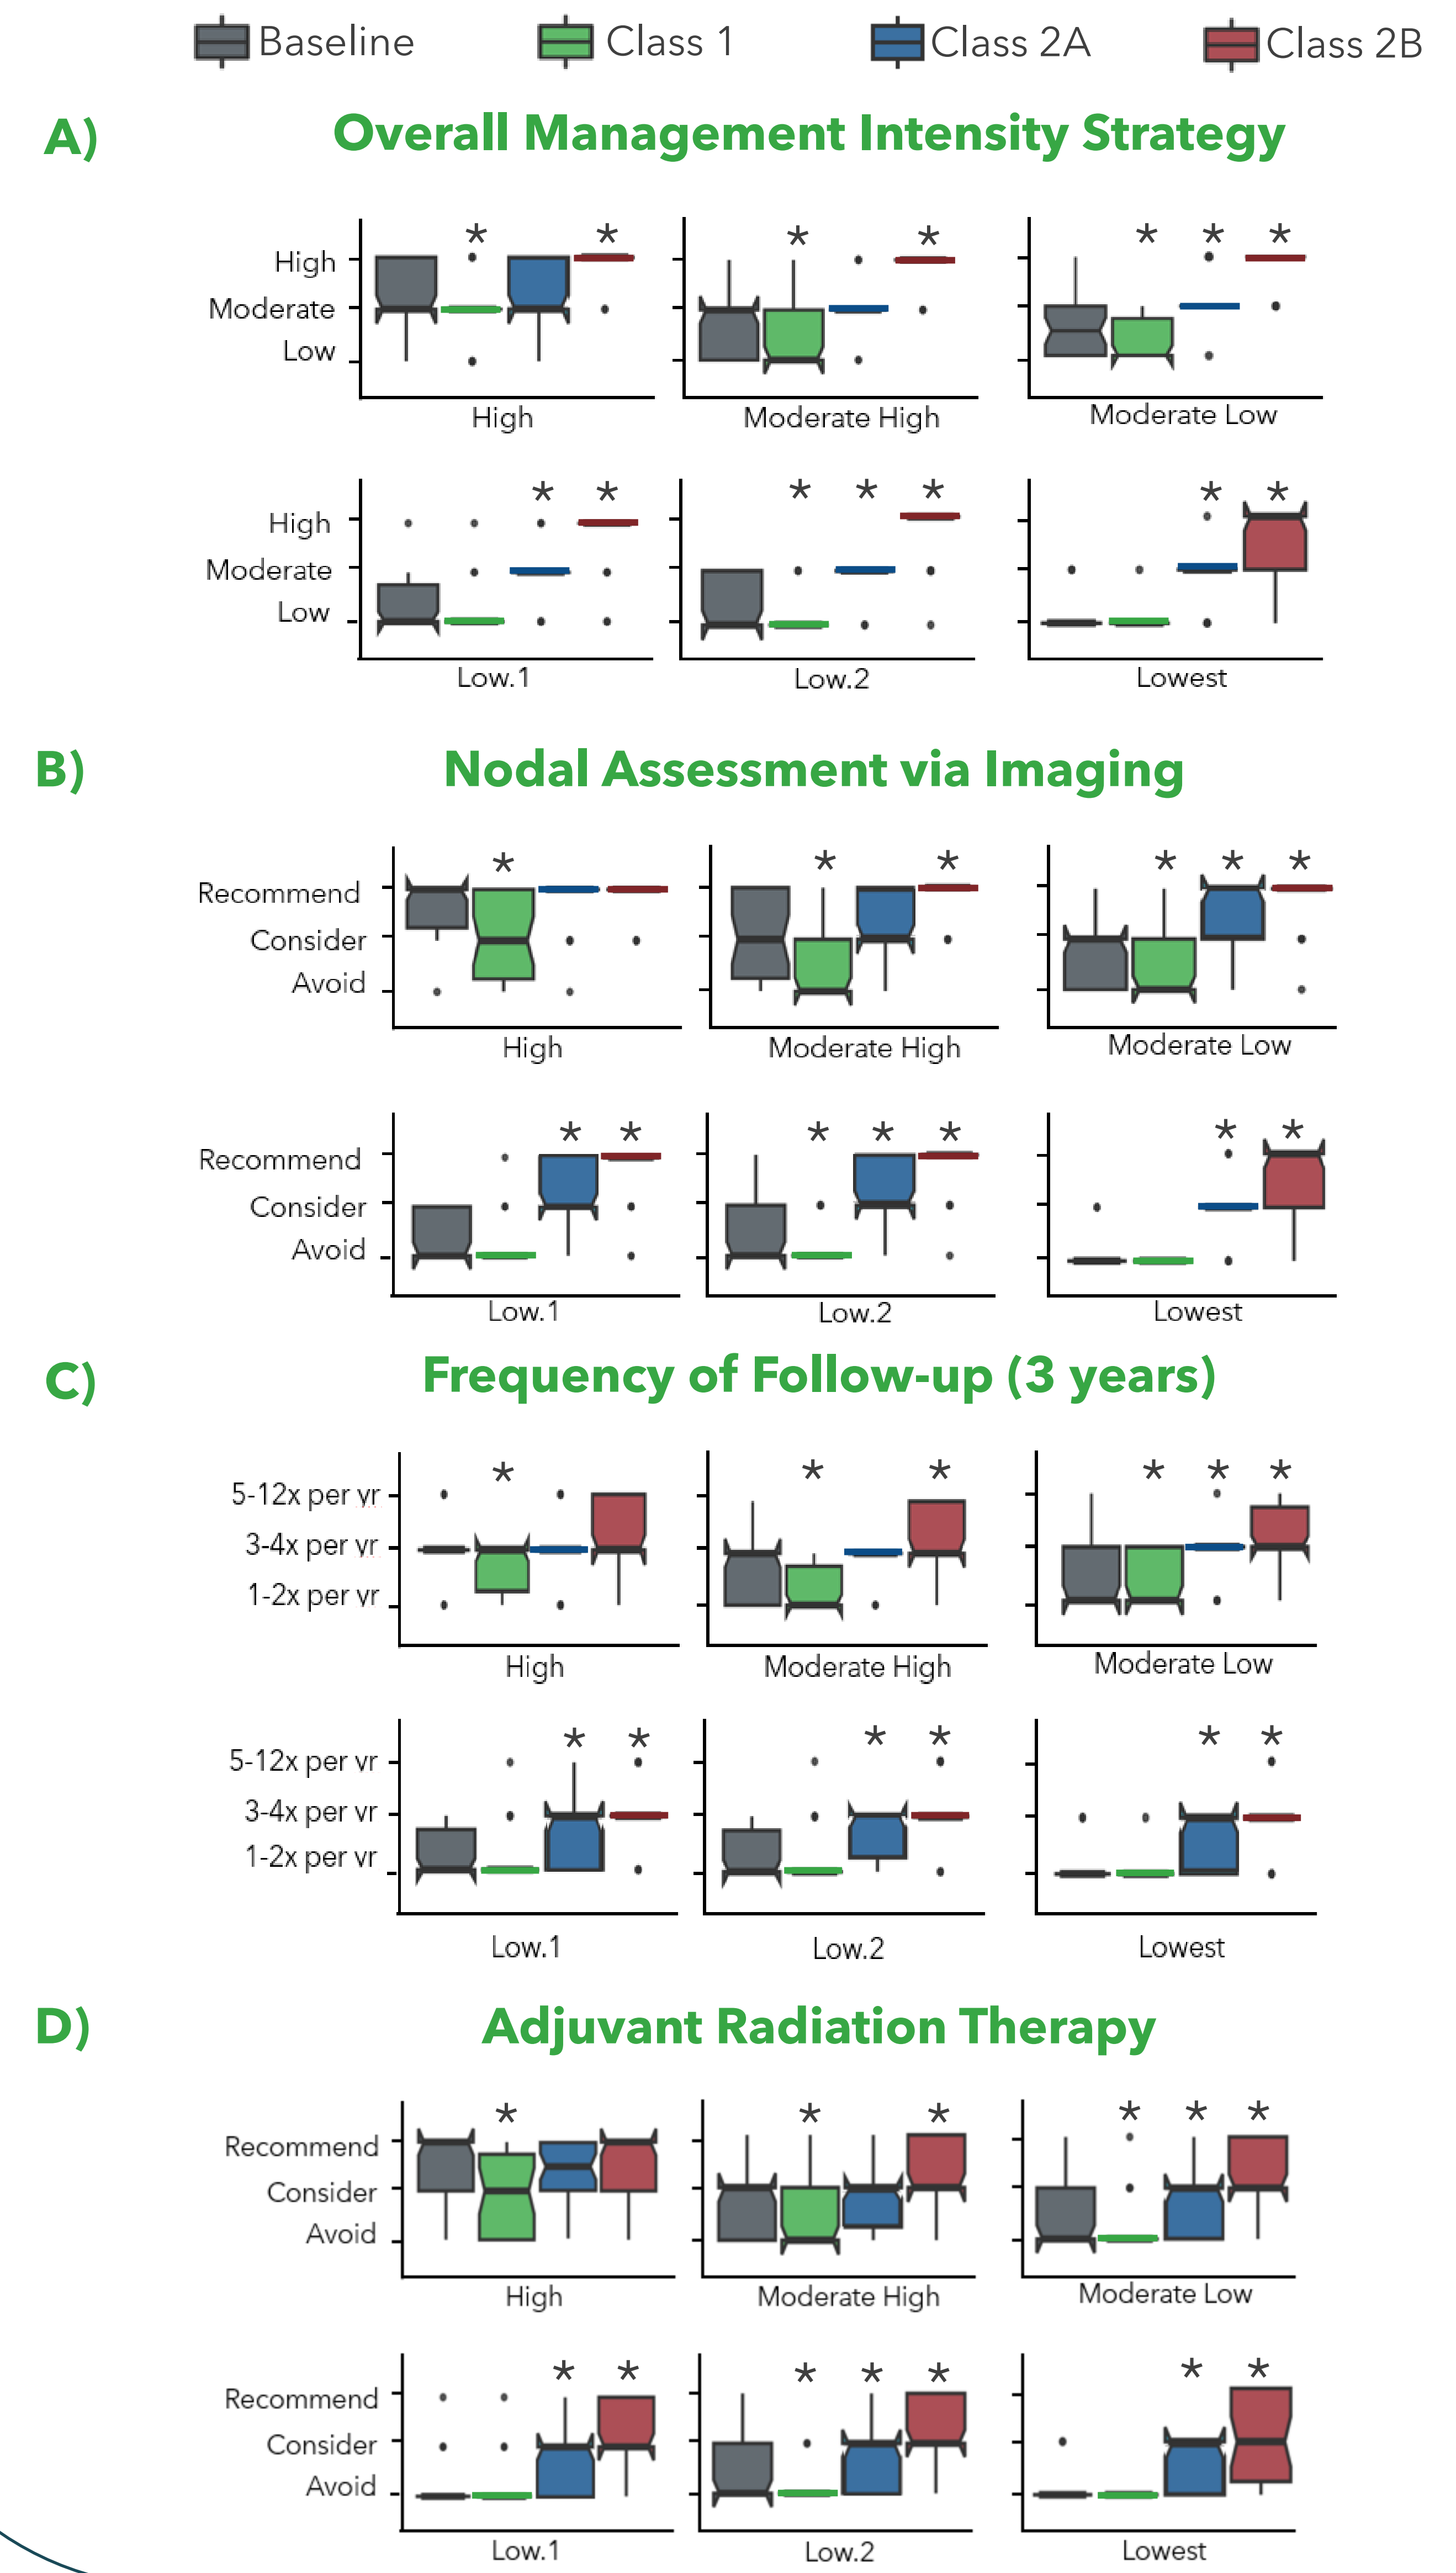 Baseline Class 1 Class 2A Class 2B
A) Overall Management Intensity Strategy
* * * * * * *
High
Moderate
Low
High Moderate High Moderate Low
* * * * * * *
High
Moderate
Low
Low.1 Low.2 Lowest
B) Nodal Assessment via Imaging
* * * * * *
Recommend
Consider
Avoid
High Moderate High Moderate Low
* * * * * * *
Recommend
Consider
Avoid
Low.1 Low.2 Lowest
C) Frequency of Follow-up (3 years)
* * * * * *
5-12x per yr
3-4x per yr
1-2x per yr
High Moderate High Moderate Low
* * * * * *
5-12x per yr
3-4x per yr
1-2x per yr
Low.1 Low.2 Lowest
D) Adjuvant Radiation Therapy
* * * * * *
Recommend
Consider
Avoid
High Moderate High Moderate Low
* * * * * * *
Recommend
Consider
Avoid
Low.1 Low.2 Lowest